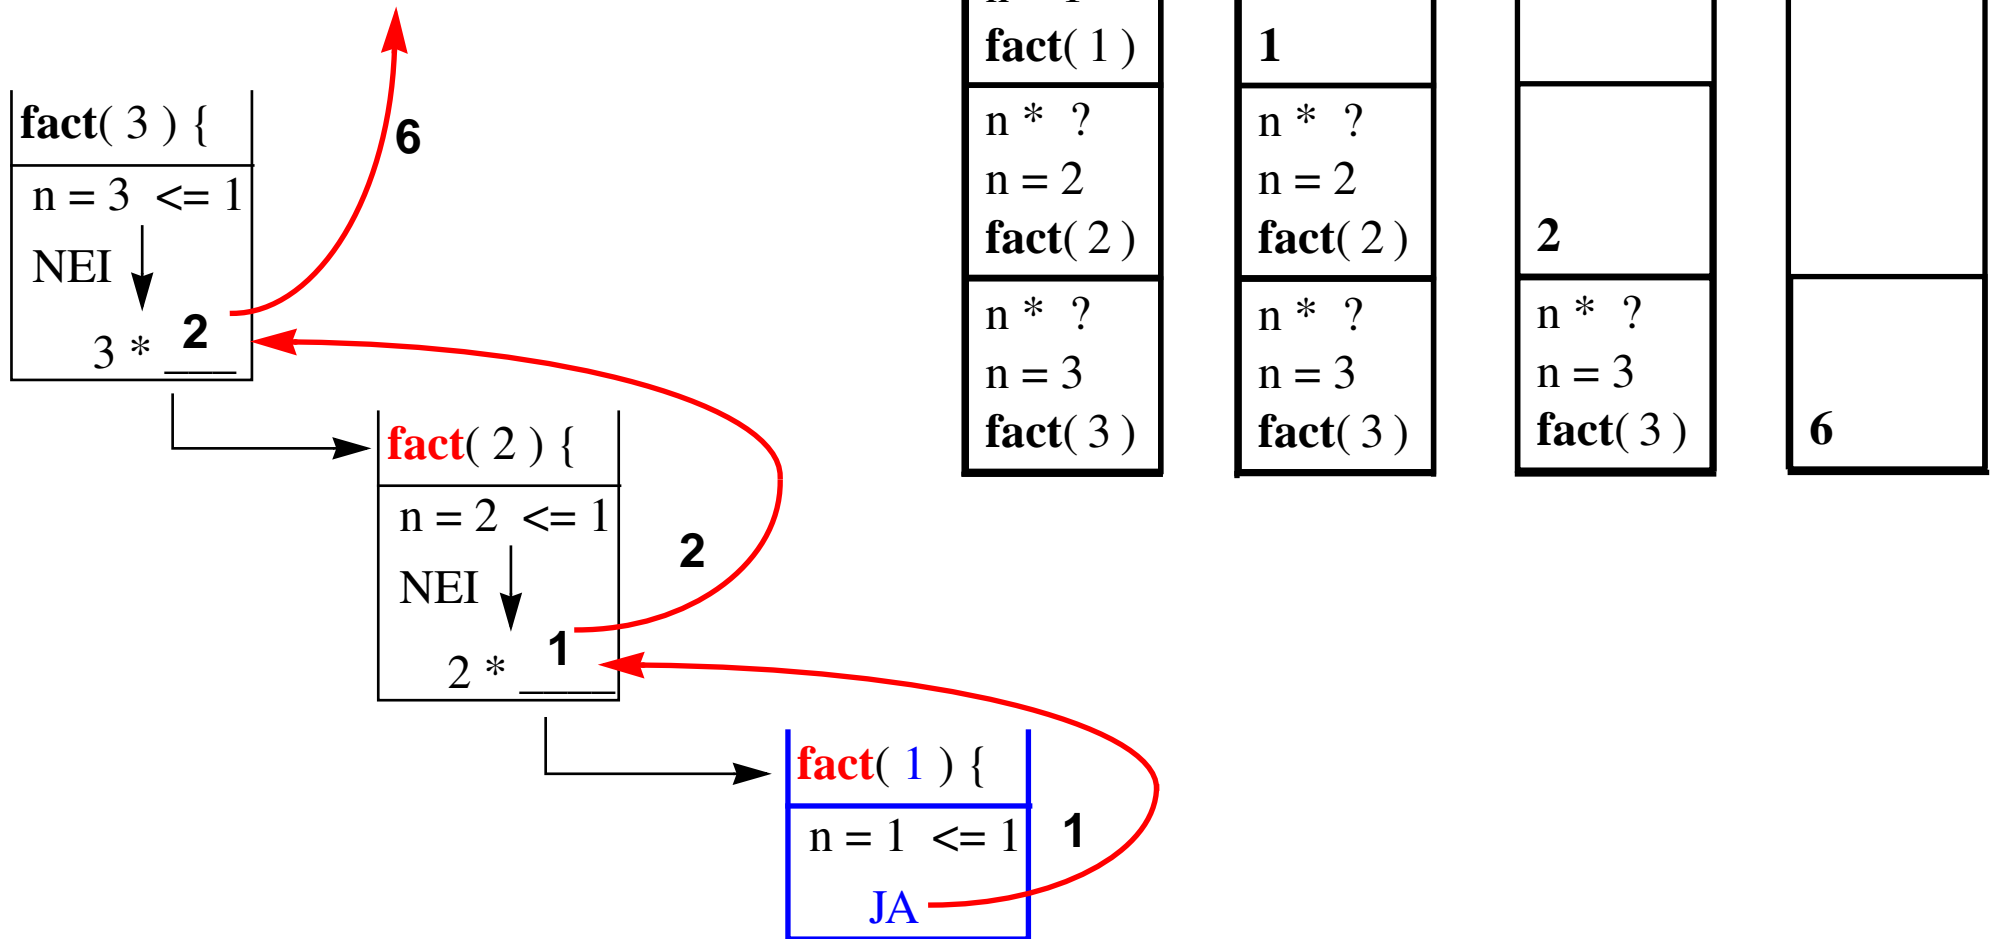 fact( 3 ) {
n = 3 <= 1
NEI
3 * ___
2
6
fact( 2 ) {
n = 2 <= 1
NEI
2 * ____
1
2
fact( 1 ) {
n = 1 <= 1
JA
1
fact( 1 )
n * ?
n = 2
fact( 2 )
n * ?
n = 3
fact( 3 )
1
n * ?
n = 2
fact( 2 )
n * ?
n = 3
fact( 3 )
2
n * ?
n = 3
fact( 3 )
6